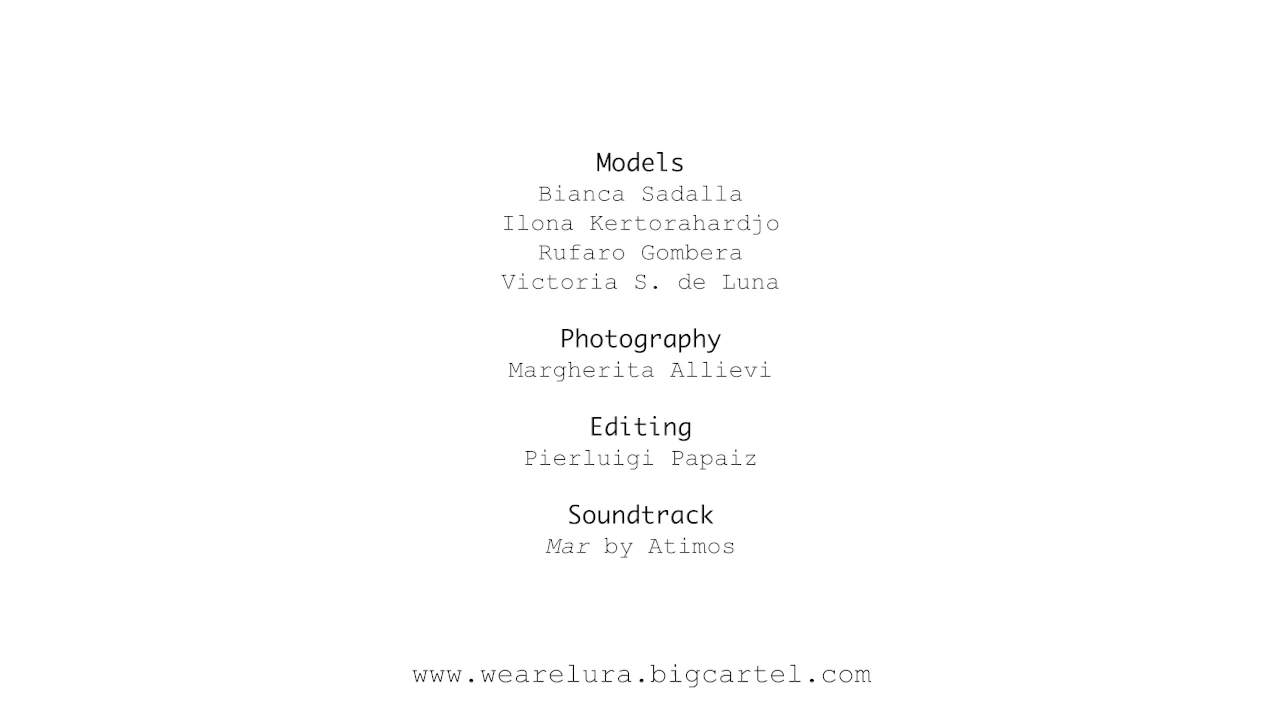 Models
Bianca Sadalla
Ilona Kertorahardjo
Rufaro Gombera
Victoria S. de Luna
Photography
Margherita Allievi
Editing
Pierluigi Papaiz
Soundtrack
Mar by Atimos
www.wearelura.bigcartel.com